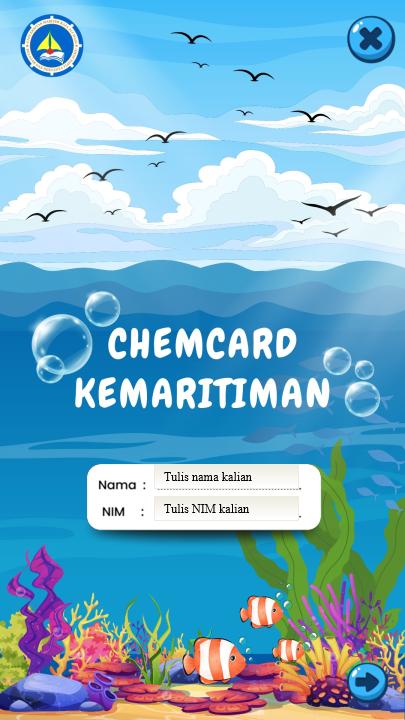 CHEMCARD
KEMARITIMAN
Nama : Tulis nama kalian
NIM : Tulis NIM kalian